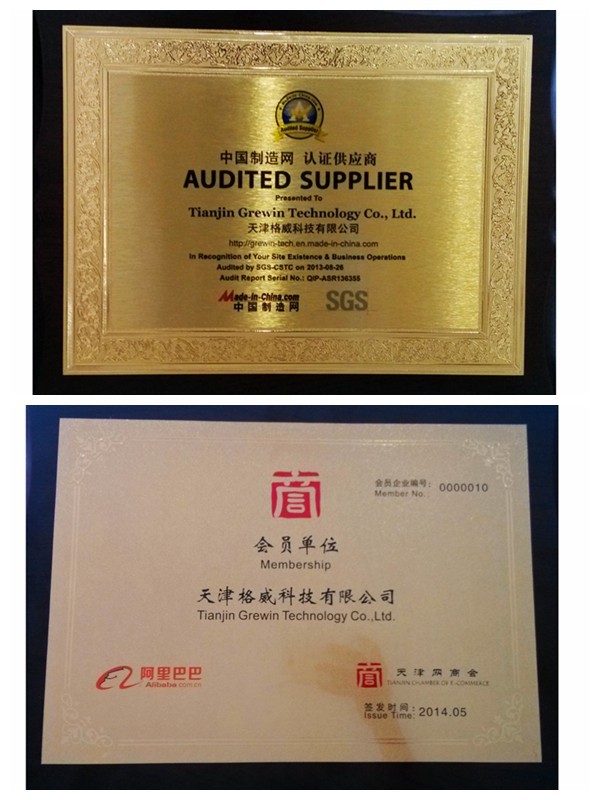 Audited Supplier
中国制造网 认证供应商
AUDITED SUPPLIER
Presented To
Tianjin Grewin Technology Co., Ltd.
天津格威科技有限公司
http://grewin-tech.en.made-in-china.com
In Recognition of Your Site Existence & Business Operations
Audited by SGS-CSTC on 2013-08-26
Audit Report Serial No.: QIP-ASR136355
Made-in-China.com
中国制造网
SGS
会员企业编号:
Member No. 0000010
会员单位
Membership
天津格威科技有限公司
Tianjin Grewin Technology Co.,Ltd.
阿里巴巴
Alibaba.com.cn
天津网商会
TIANJIN CHAMBER OF E-COMMERCE
签发时间:
Issue Time: 2014.05